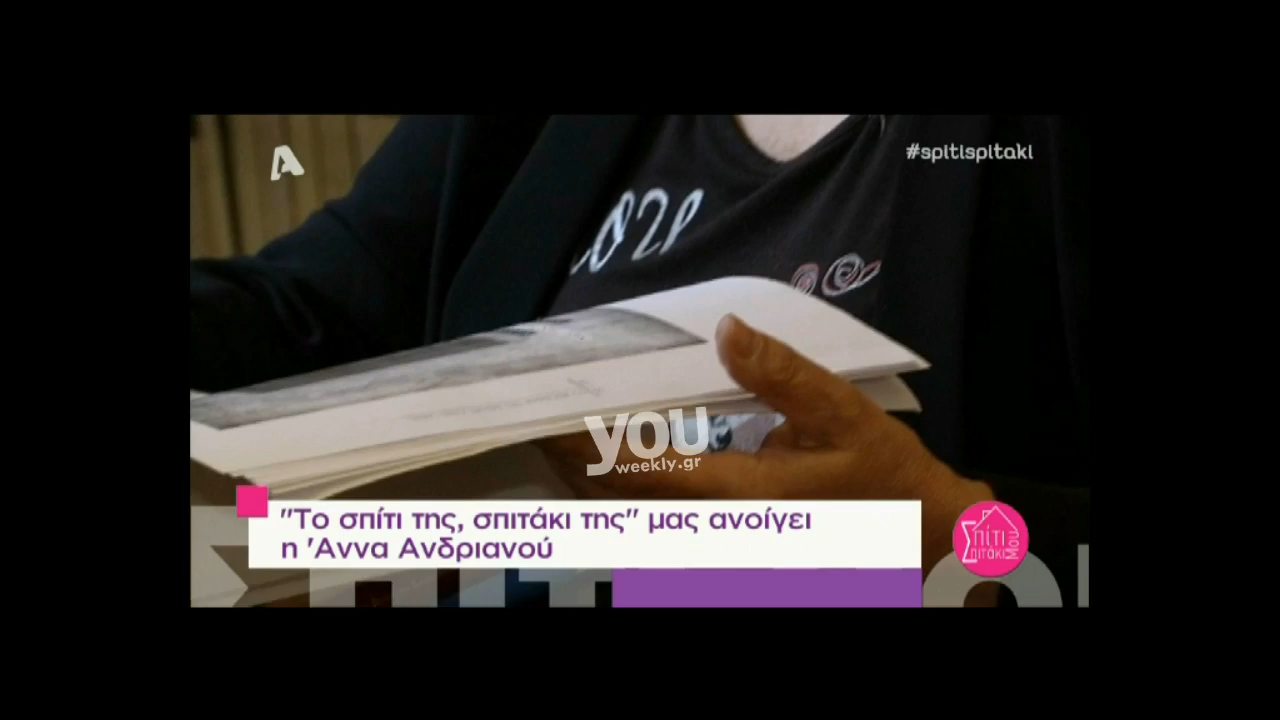 #spitispitaki
you
weekly.gr
"Το σπίτι της, σπιτάκι της" μας ανοίγει
η 'Άννα Ανδριανού
Σπίτι
Σπιτάκι
Μου